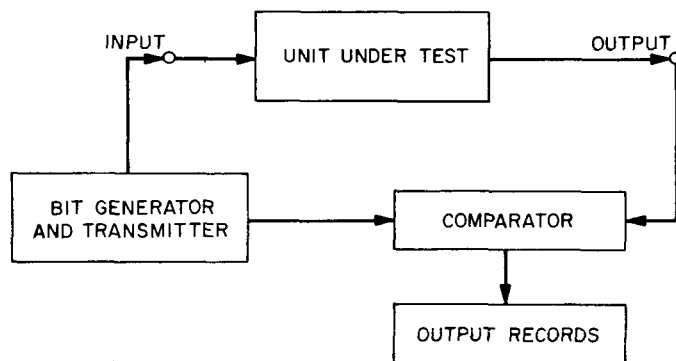 INPUT
UNIT UNDER TEST
OUTPUT
BIT GENERATOR
AND TRANSMITTER
COMPARATOR
OUTPUT RECORDS